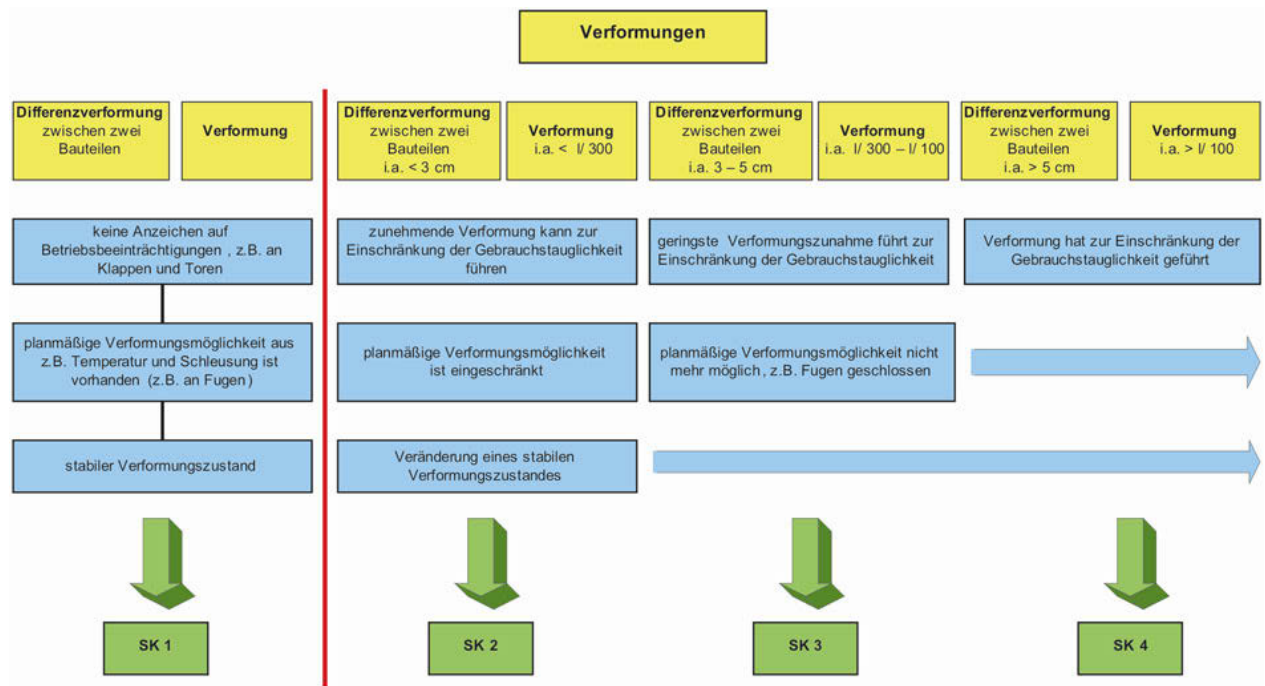 Verformungen
Differenzverformung
zwischen zwei
Bauteilen
Verformung
Differenzverformung
zwischen zwei
Bauteilen
i.a. < 3 cm
Verformung
i.a. < l/ 300
Differenzverformung
zwischen zwei
Bauteilen
i.a. 3 – 5 cm
Verformung
i.a. l/ 300 – l/ 100
Differenzverformung
zwischen zwei
Bauteilen
i.a. > 5 cm
Verformung
i.a. > l/ 100
keine Anzeichen auf
Betriebsbeeinträchtigungen , z.B. an
Klappen und Toren
zunehmende Verformung kann zur
Einschränkung der Gebrauchstauglichkeit
führen
geringste Verformungszunahme führt zur
Einschränkung der Gebrauchstauglichkeit
Verformung hat zur Einschränkung der
Gebrauchstauglichkeit geführt
planmäßige Verformungsmöglichkeit aus
z.B. Temperatur und Schleusung ist
vorhanden (z.B. an Fugen)
planmäßige Verformungsmöglichkeit
ist eingeschränkt
planmäßige Verformungsmöglichkeit nicht
mehr möglich, z.B. Fugen geschlossen
stabiler Verformungszustand
Veränderung eines stabilen
Verformungszustandes
SK 1
SK 2
SK 3
SK 4